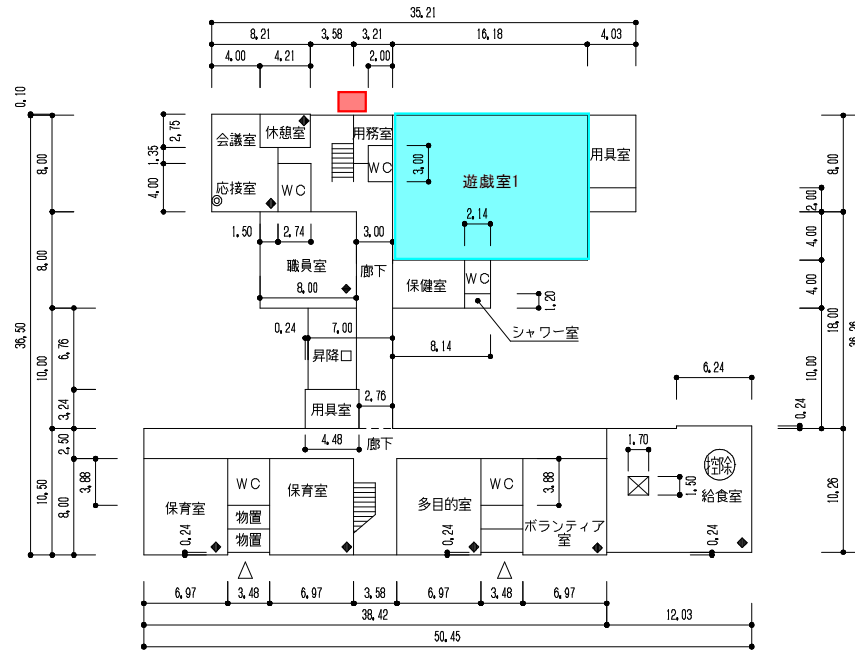 35.21
8.21 3.58 3.21 16.18 4.03
4.00 4.21 2.00
0.10
2.75
1.35
4.00
8.00
8.00
10.00
36.50
6.76
3.24
2.50
10.50
8.00
3.88
会議室
休憩室
用務室
応接室
WC
WC
3.00
遊戯室1
用具室
2.14
1.50 2.74 3.00
職員室
廊下
8.00
保健室
WC
1.20
シャワー室
0.24 7.00
8.14
昇降口
用具室
2.76
4.48
廊下
8.00
2.00
4.00
4.00
18.00
10.00
36.26
6.24
0.24
10.26
1.70
1.50
控除
給食室
保育室
WC
物置
物置
保育室
多目的室
WC
3.88
ボランティア
室
0.24
0.24
0.24
6.97 3.48 6.97 3.58 6.97 3.48 6.97
38.42 12.03
50.45